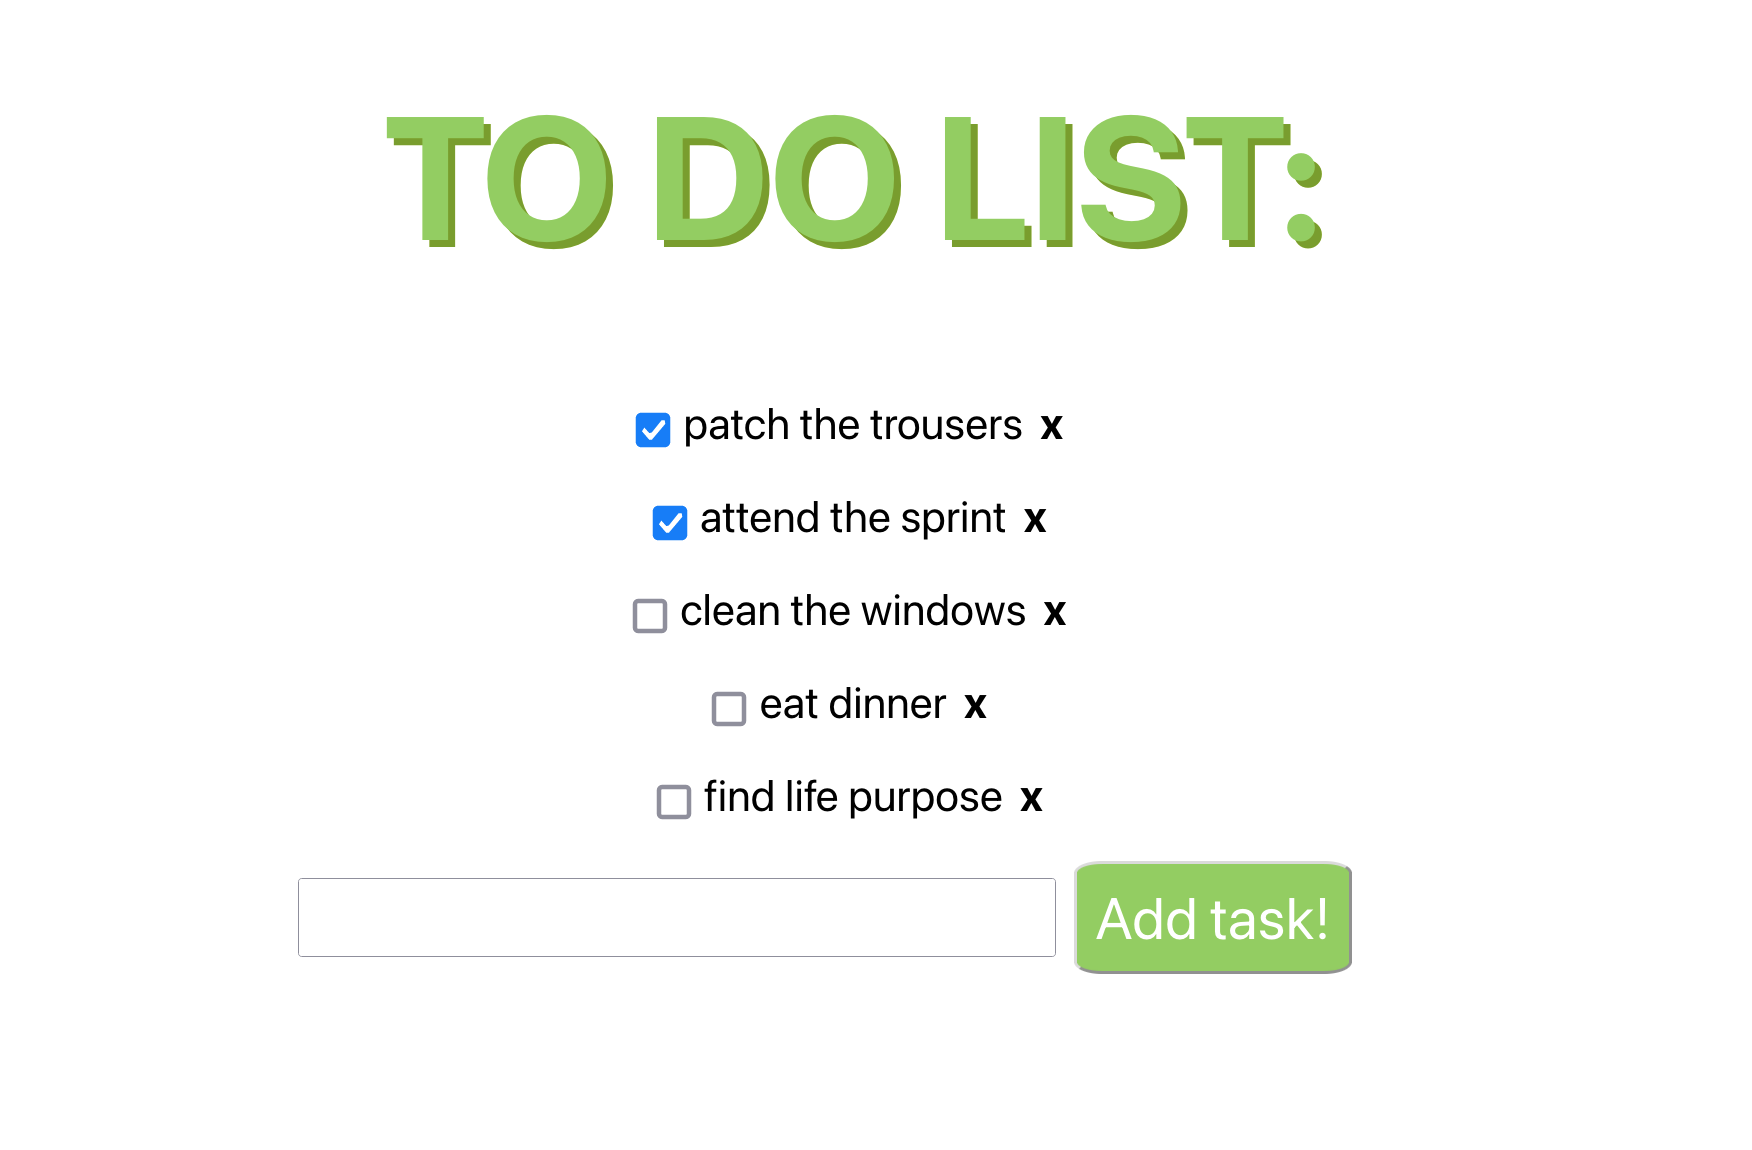 TO DO LIST:
patch the trousers x
attend the sprint x
clean the windows x
eat dinner x
find life purpose x
Add task!